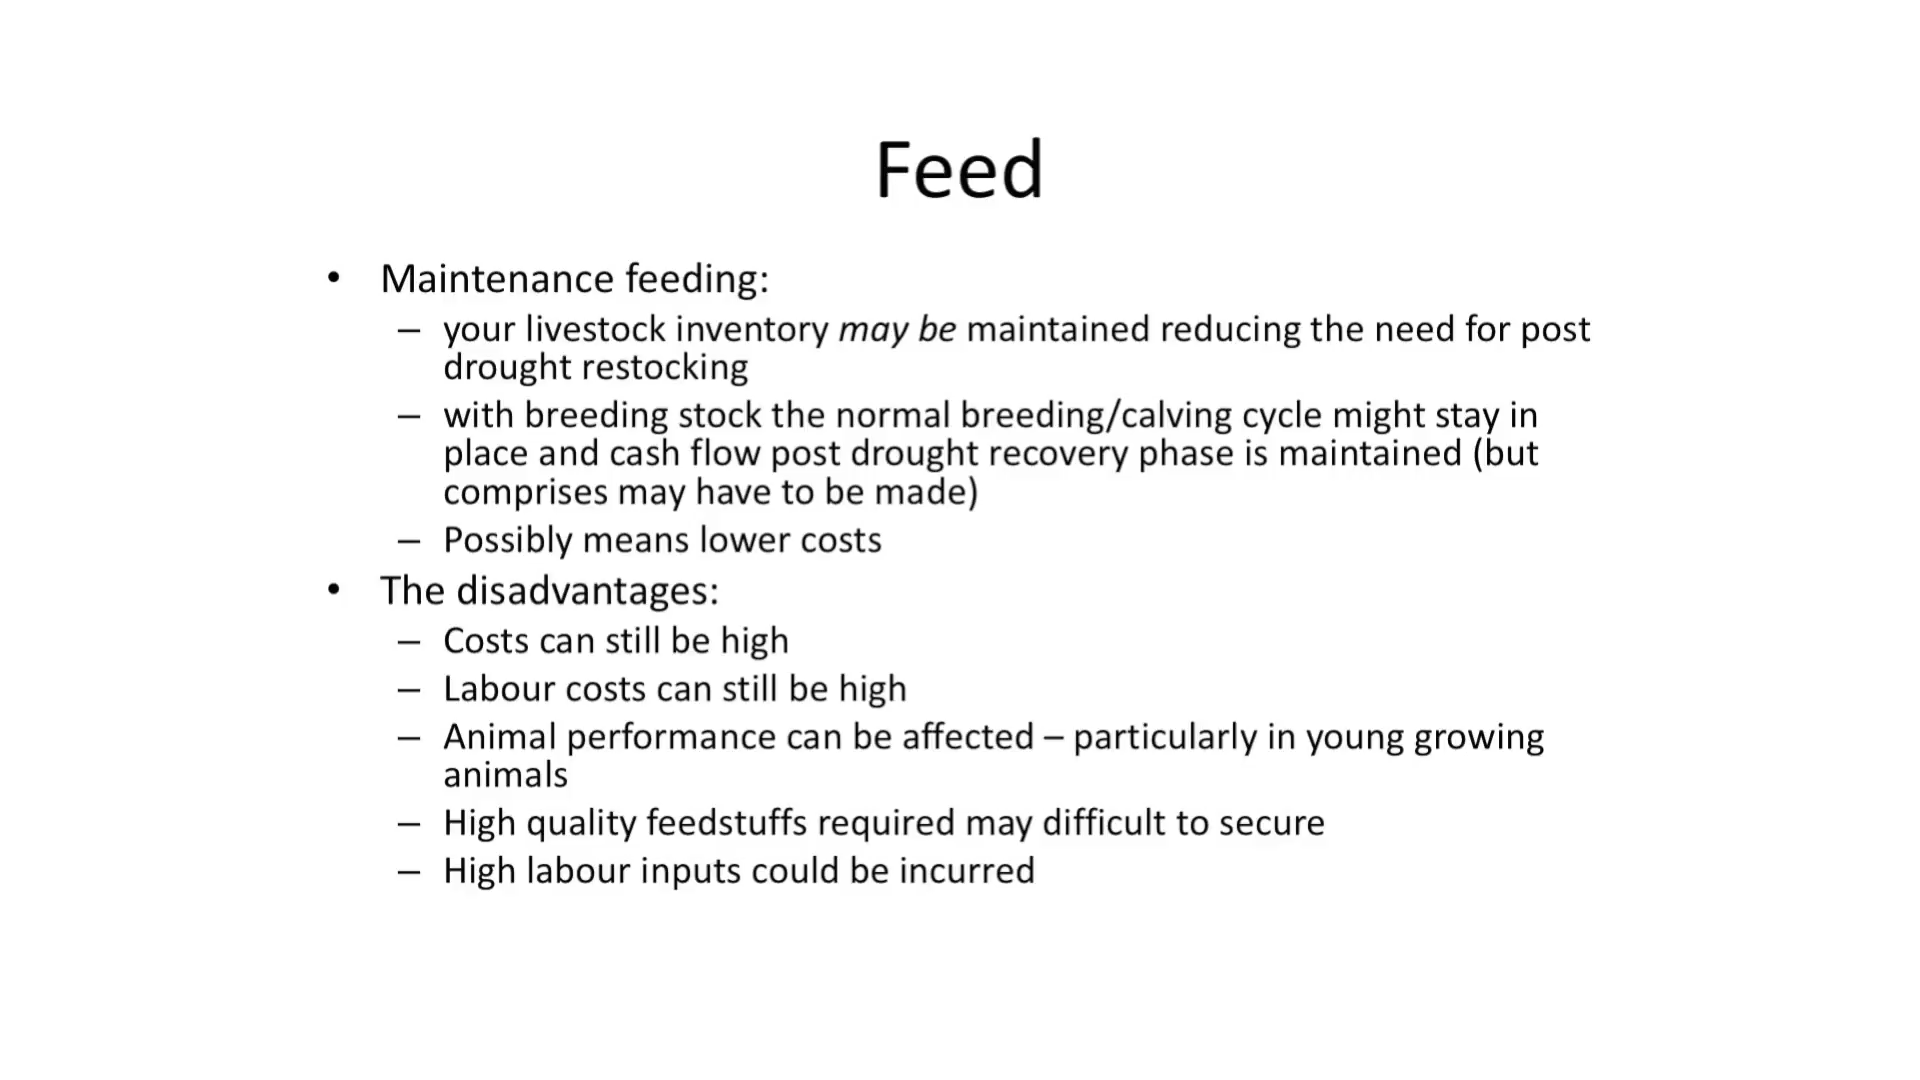 Feed
• Maintenance feeding:
– your livestock inventory may be maintained reducing the need for post
drought restocking
– with breeding stock the normal breeding/calving cycle might stay in
place and cash flow post drought recovery phase is maintained (but
comprises may have to be made)
– Possibly means lower costs
• The disadvantages:
– Costs can still be high
– Labour costs can still be high
– Animal performance can be affected – particularly in young growing
animals
– High quality feedstuffs required may difficult to secure
– High labour inputs could be incurred